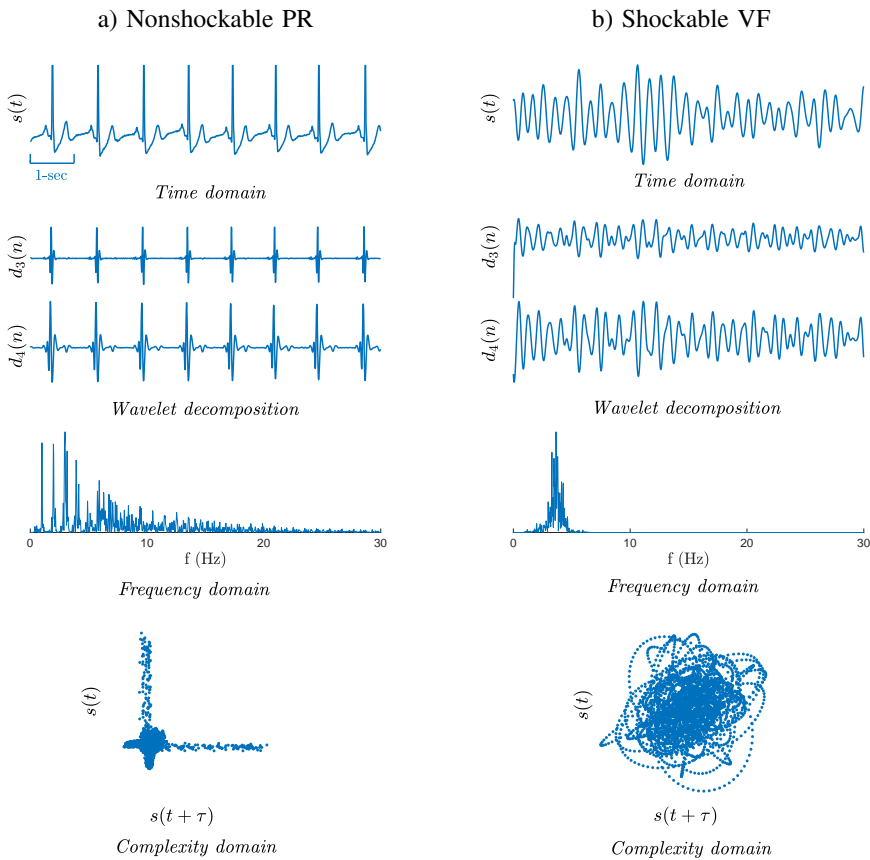 a) Nonshockable PR
s(t)
1-sec
Time domain
d₃(n)
d₄(n)
Wavelet decomposition
0 10 20 30
f (Hz)
Frequency domain
s(t)
s(t + τ)
Complexity domain
b) Shockable VF
s(t)
Time domain
d₃(n)
d₄(n)
Wavelet decomposition
0 10 20 30
f (Hz)
Frequency domain
s(t)
s(t + τ)
Complexity domain